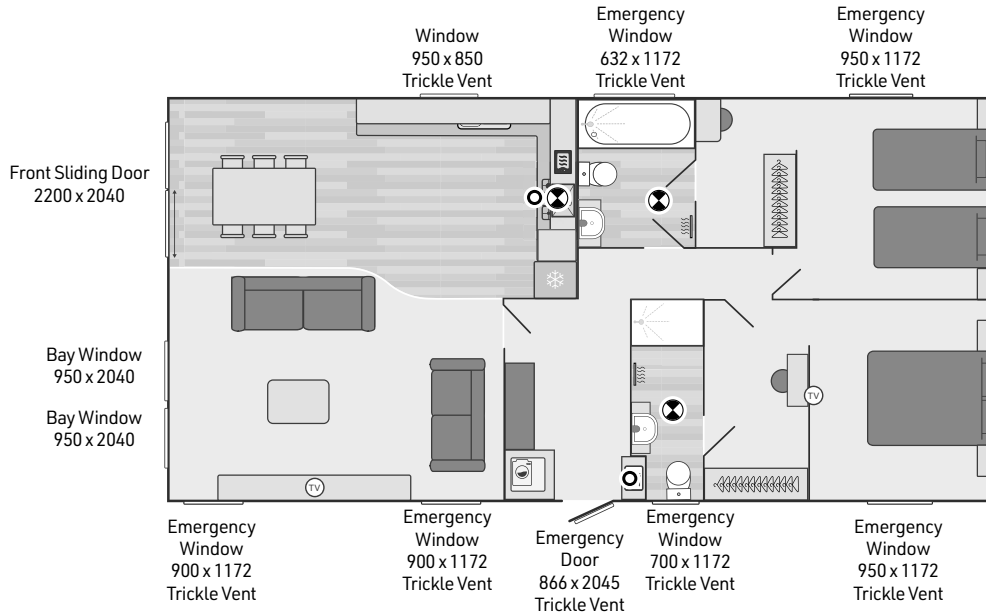 Window
950 x 850
Trickle Vent
Emergency
Window
632 x 1172
Trickle Vent
Emergency
Window
950 x 1172
Trickle Vent
Front Sliding Door
2200 x 2040
Bay Window
950 x 2040
Bay Window
950 x 2040
TV
TV
Emergency
Window
900 x 1172
Trickle Vent
Emergency
Window
900 x 1172
Trickle Vent
Emergency
Door
866 x 2045
Trickle Vent
Emergency
Window
700 x 1172
Trickle Vent
Emergency
Window
950 x 1172
Trickle Vent